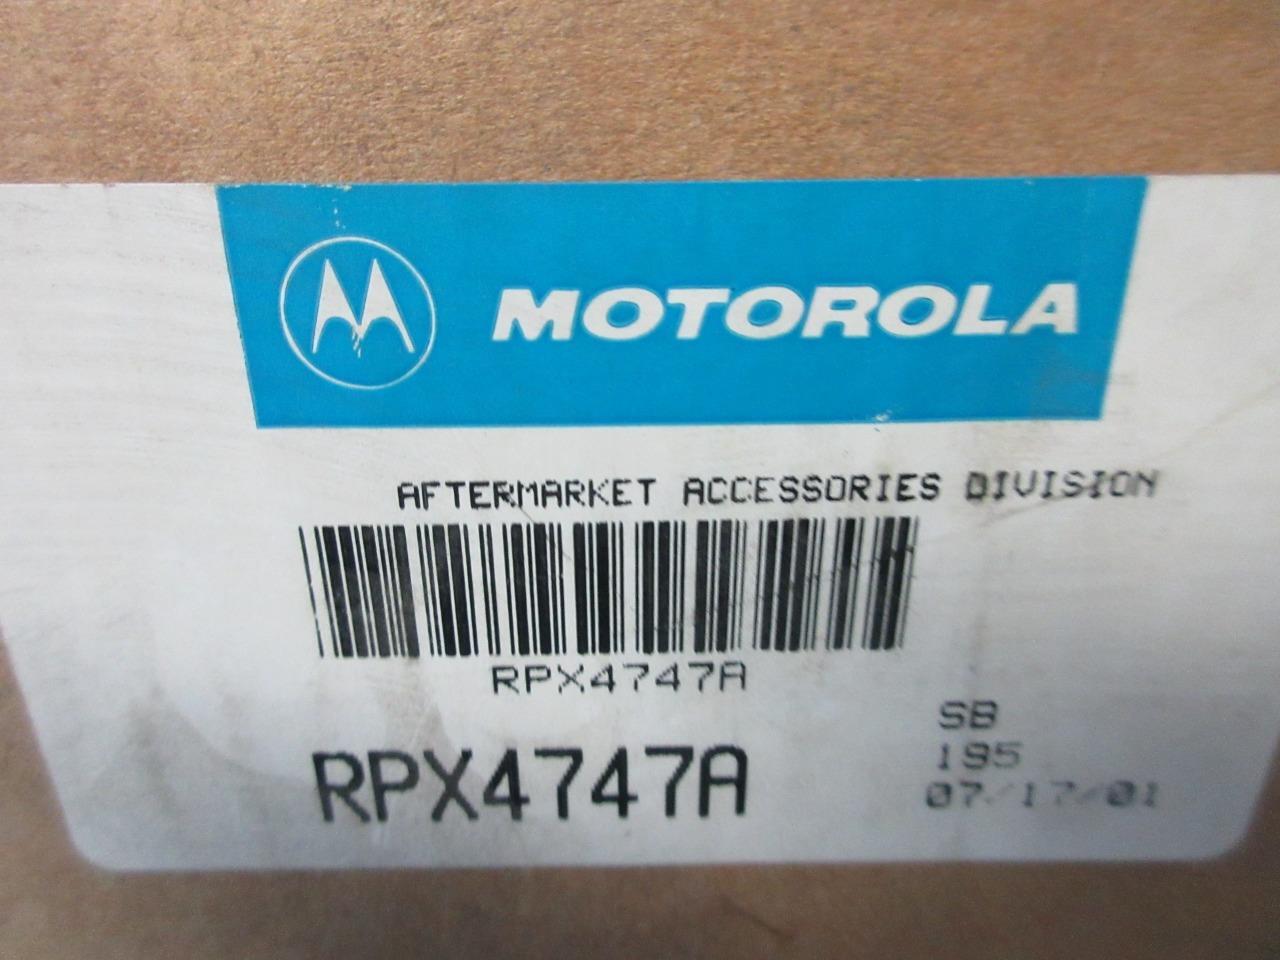 MOTOROLA
AFTERMARKET ACCESSORIES DIVISION
RPX4747A
RPX4747A
SB
195
07/17/01